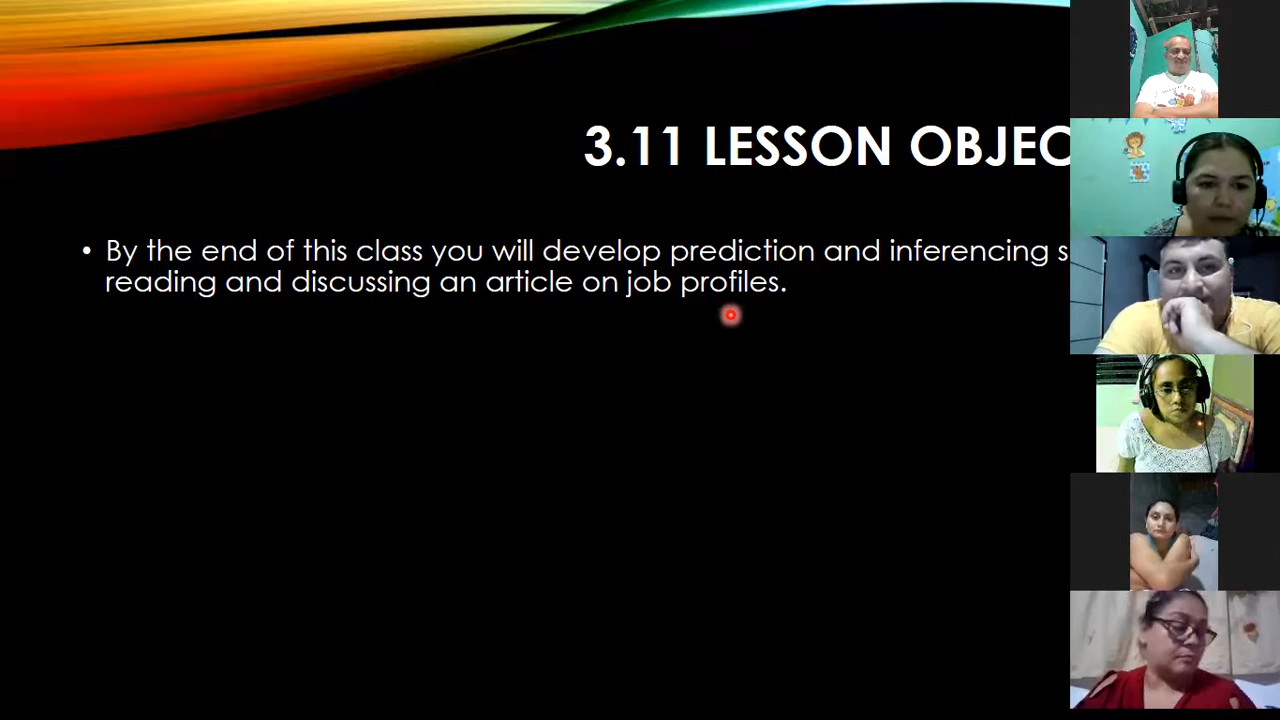 3.11 LESSON OBJEC
• By the end of this class you will develop prediction and inferencing s
reading and discussing an article on job profiles.